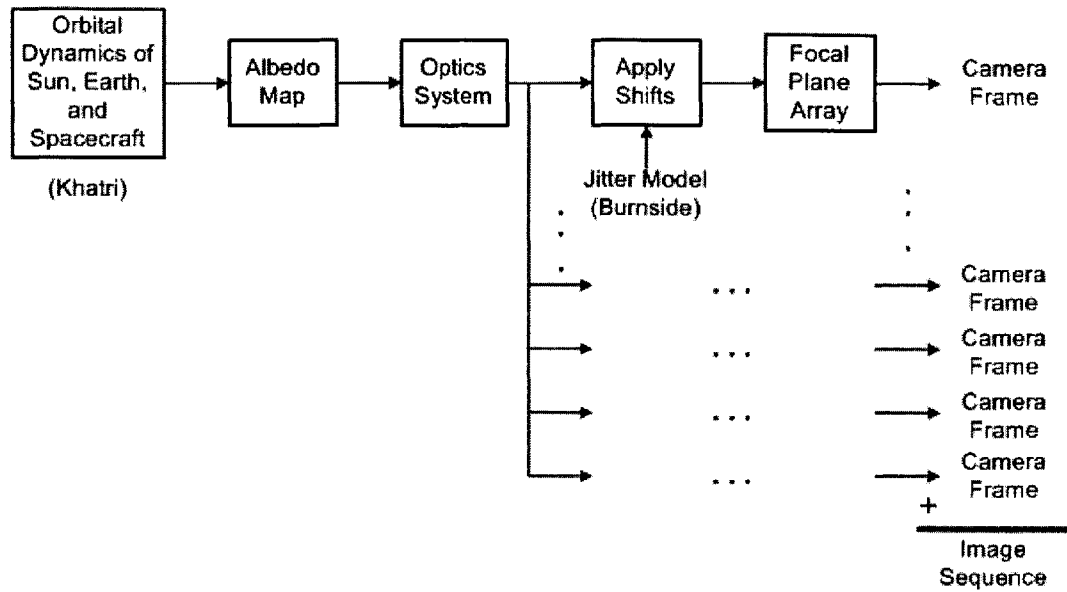 Orbital
Dynamics of
Sun, Earth,
and
Spacecraft
(Khatri)
Albedo
Map
Optics
System
Apply
Shifts
Jitter Model
(Burnside)
Focal
Plane
Array
Camera
Frame
. . .
. . .
Camera
Frame
. . .
Camera
Frame
. . .
Camera
Frame
. . .
Camera
Frame
. . .
+
Image
Sequence